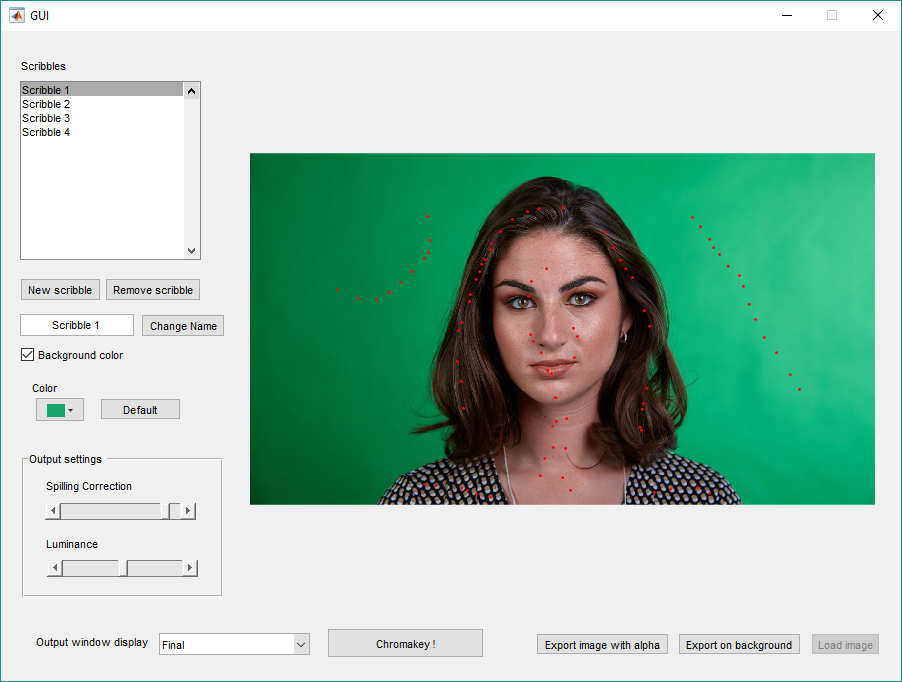 GUI
Scribbles
Scribble 1
Scribble 2
Scribble 3
Scribble 4
New scribble
Remove scribble
Scribble 1
Change Name
Background color
Color
Default
Output settings
Spilling Correction
Luminance
Output window display
Final
Chromakey !
Export image with alpha
Export on background
Load image